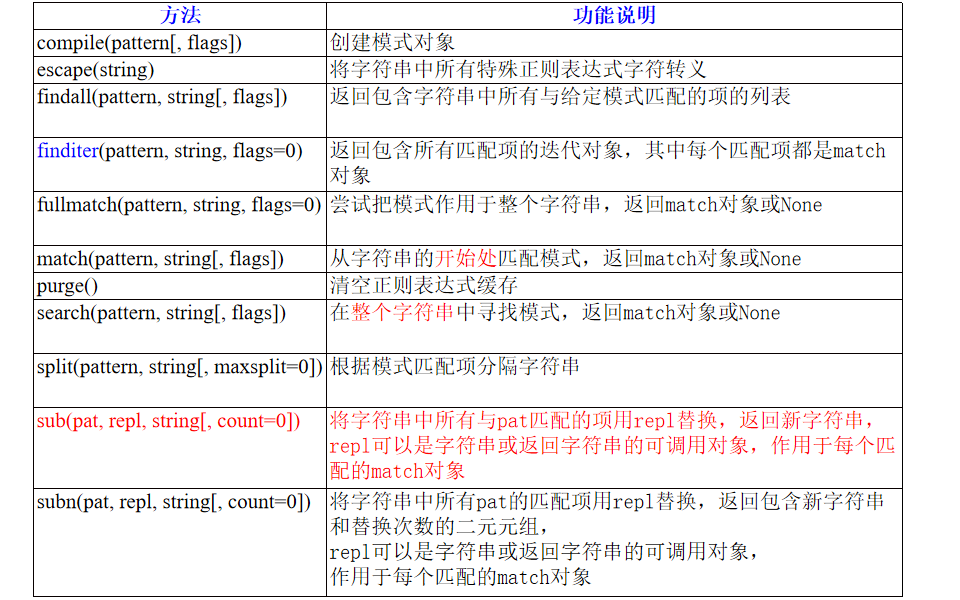 方法 功能说明
compile(pattern[, flags]) 创建模式对象
escape(string) 将字符串中所有特殊正则表达式字符转义
findall(pattern, string[, flags]) 返回包含字符串中所有与给定模式匹配的项的列表
finditer(pattern, string, flags=0) 返回包含所有匹配项的迭代对象，其中每个匹配项都是match
对象
fullmatch(pattern, string, flags=0) 尝试把模式作用于整个字符串，返回match对象或None
match(pattern, string[, flags]) 从字符串的开始处匹配模式，返回match对象或None
purge() 清空正则表达式缓存
search(pattern, string[, flags]) 在整个字符串中寻找模式，返回match对象或None
split(pattern, string[, maxsplit=0]) 根据模式匹配项分隔字符串
sub(pat, repl, string[, count=0]) 将字符串中所有与pat匹配的项用repl替换，返回新字符串，
repl可以是字符串或返回字符串的可调用对象，作用于每个匹
配的match对象
subn(pat, repl, string[, count=0]) 将字符串中所有pat的匹配项用repl替换，返回包含新字符串
和替换次数的二元元组，
repl可以是字符串或返回字符串的可调用对象，
作用于每个匹配的match对象